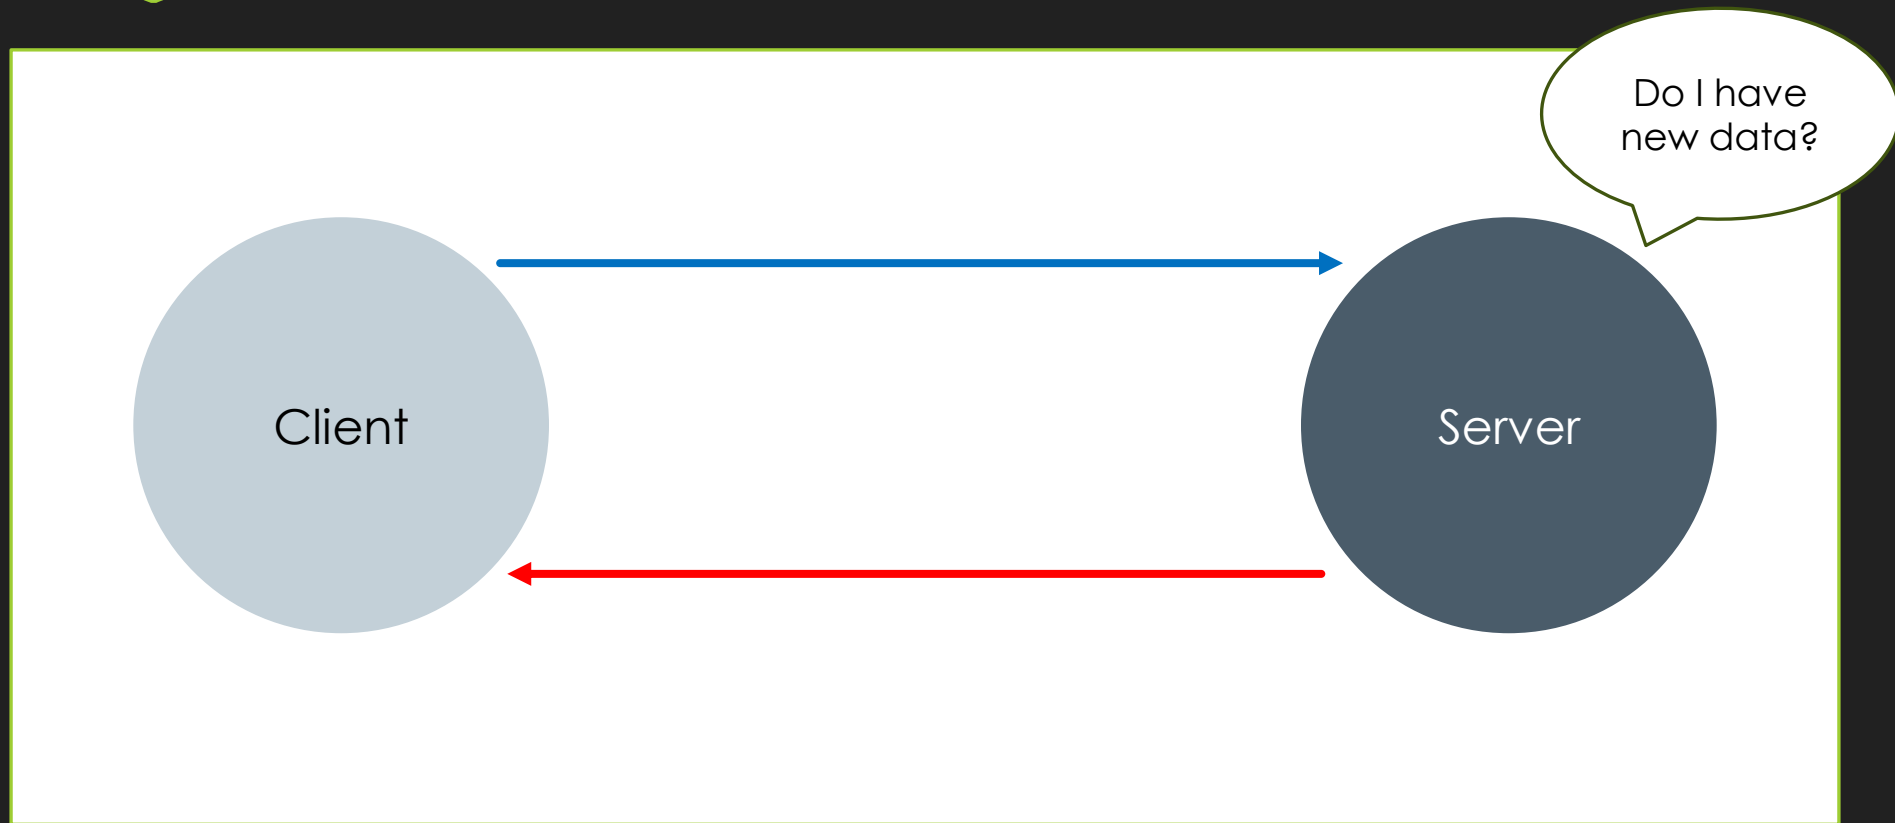 Do I have
new data?
Client
Server